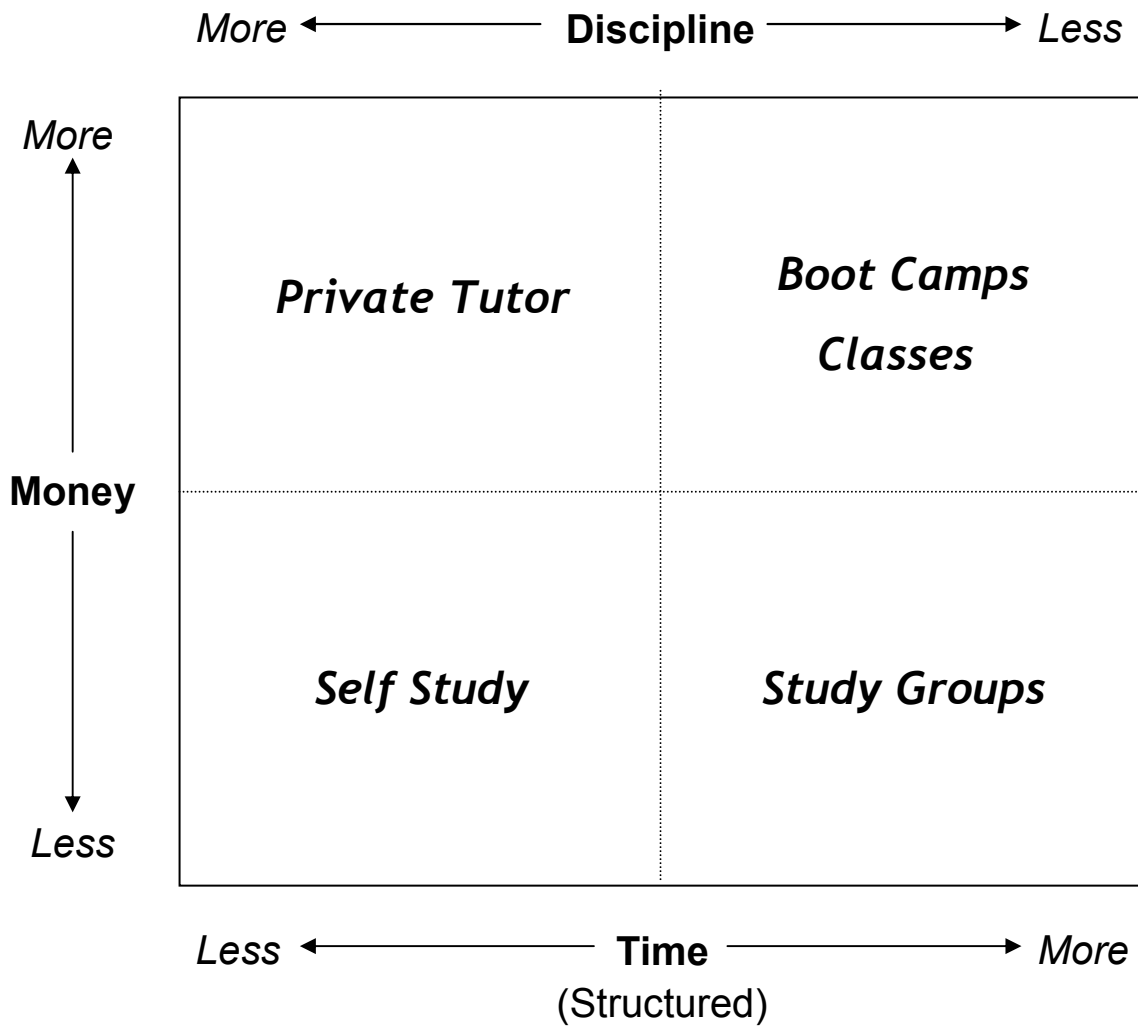 More Discipline Less
More
Private Tutor
Boot Camps
Classes
Money
Self Study
Study Groups
Less
Less Time More
(Structured)